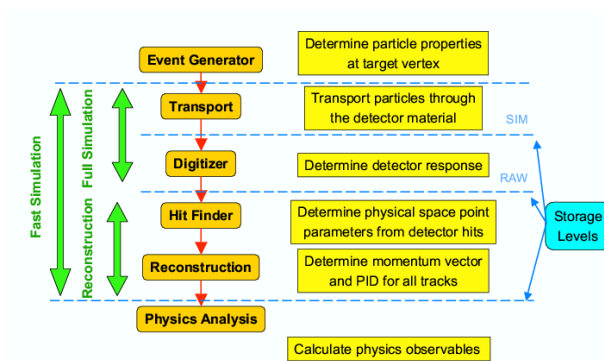 Event Generator
Determine particle properties
at target vertex
Fast Simulation
Full Simulation
Transport
Transport particles through
the detector material
SIM
Digitizer
Determine detector response
RAW
Reconstruction
Hit Finder
Determine physical space point
parameters from detector hits
Storage
Levels
Reconstruction
Determine momentum vector
and PID for all tracks
Physics Analysis
Calculate physics observables